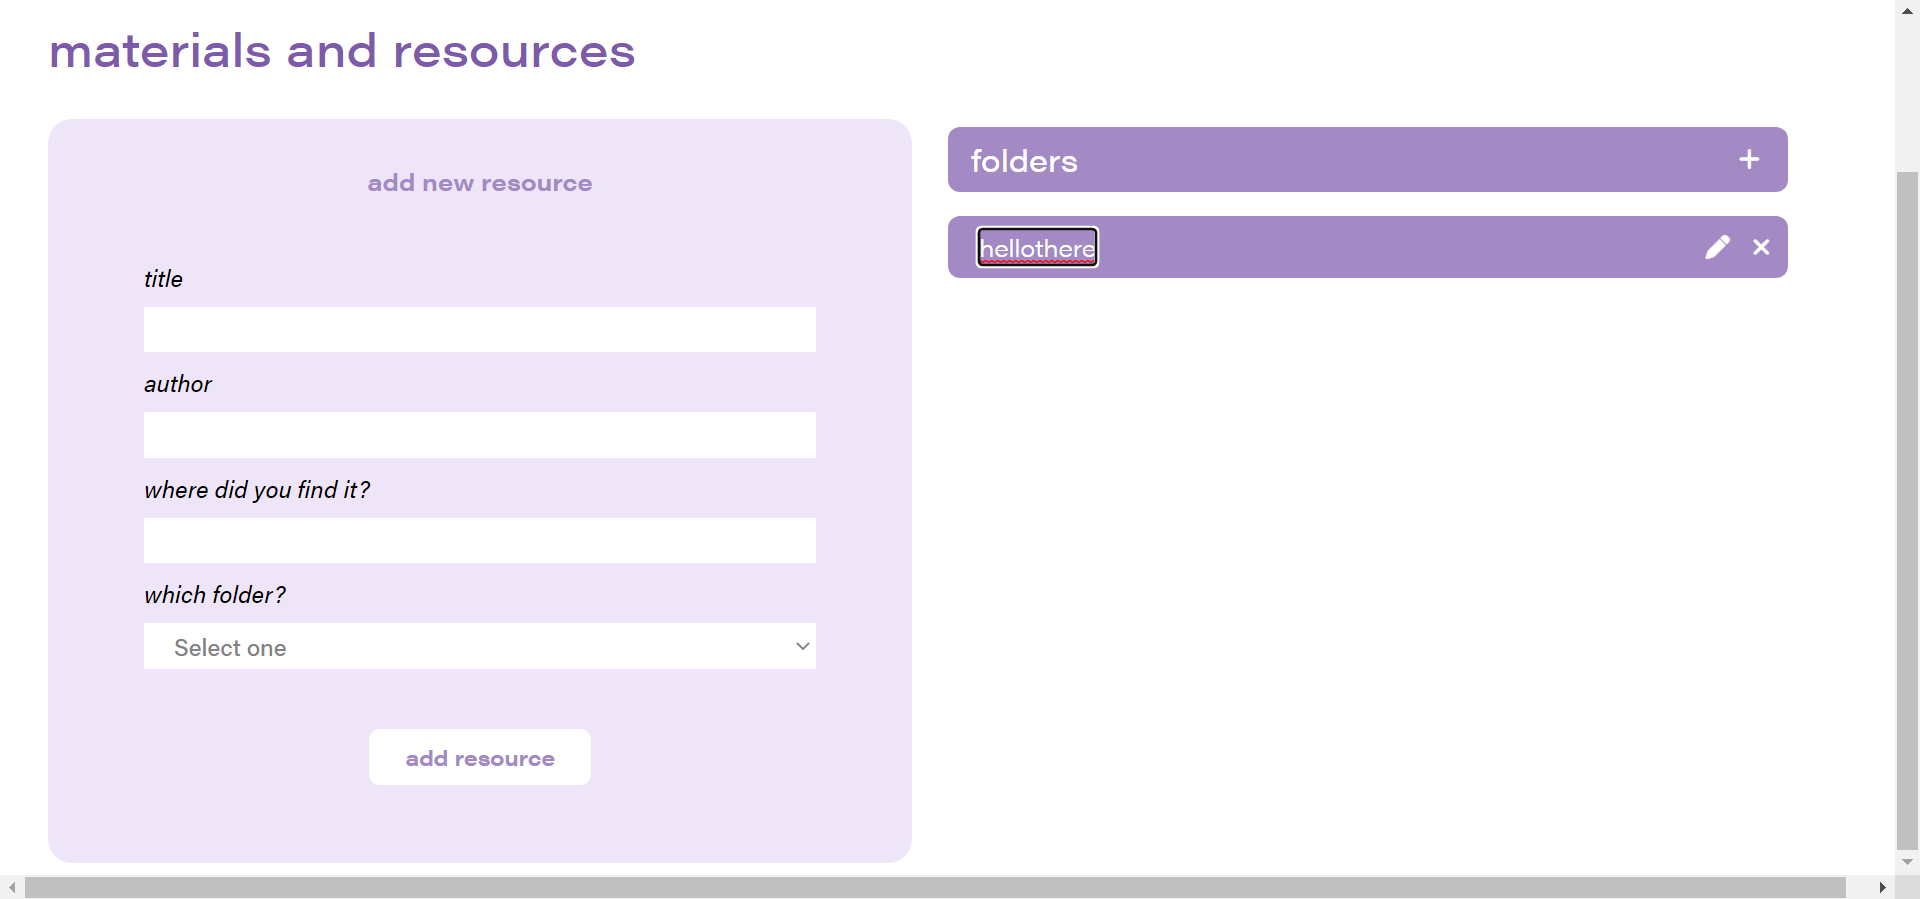 materials and resources
add new resource
title
author
where did you find it?
which folder?
Select one
add resource
folders
hellothere